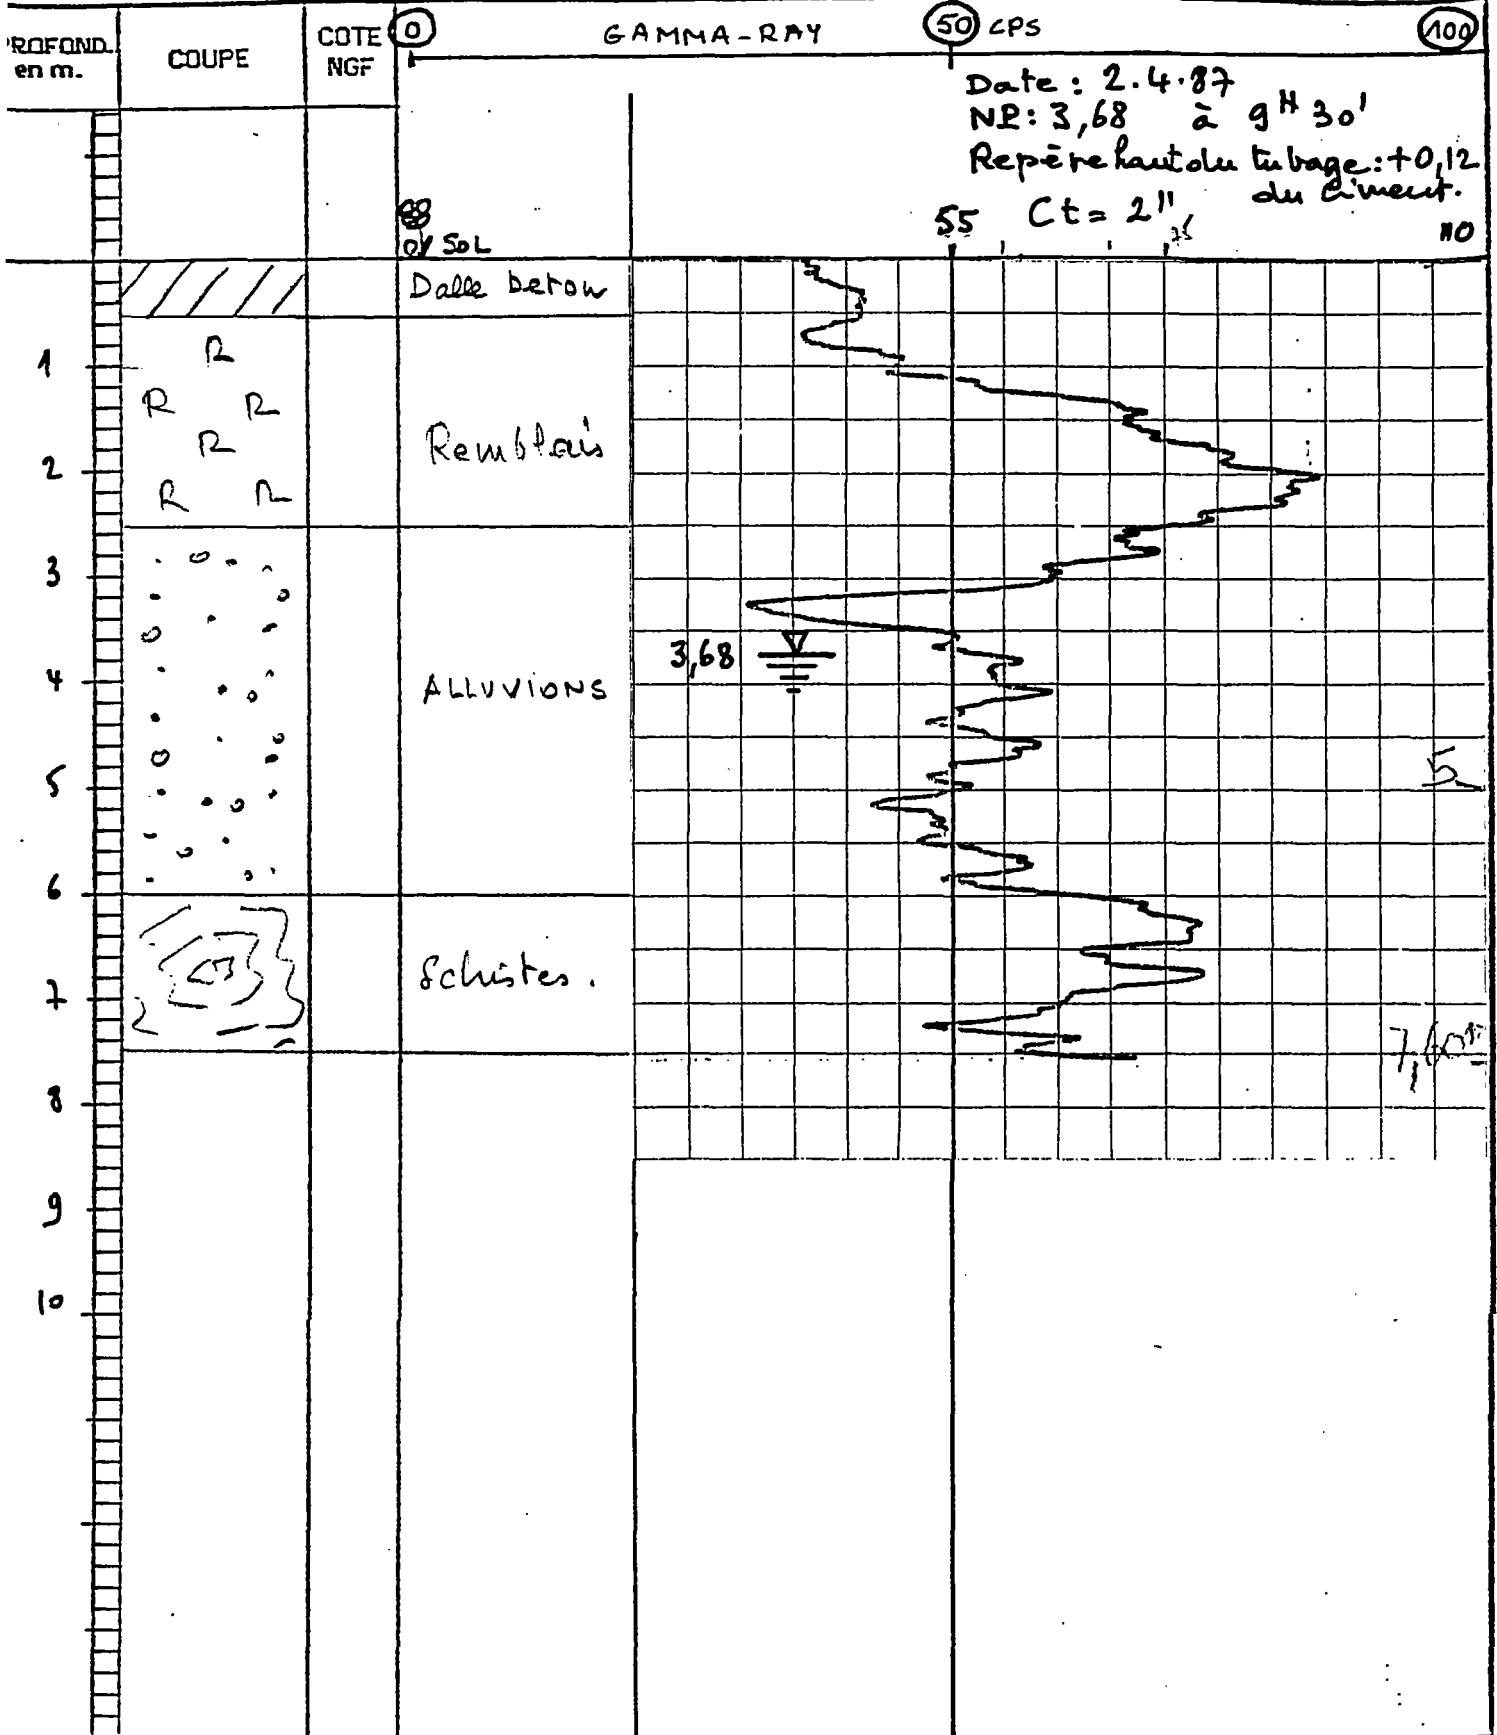 PROFOND. en m.
COUPE
COTE NGF
0 GAMMA-RAY 50 CPS 100
Date : 2.4.87
NP: 3,68 à 9H 30'
Repère haut du tubage : +0,12
du ciment.
Ct = 2"
55 75 110
SOL
Dalle beton
R
1
R R
Remblais
R
2
R R
3
3,68
4
ALLUVIONS
5
5
6
Schistes.
7
7,60m
8
9
10